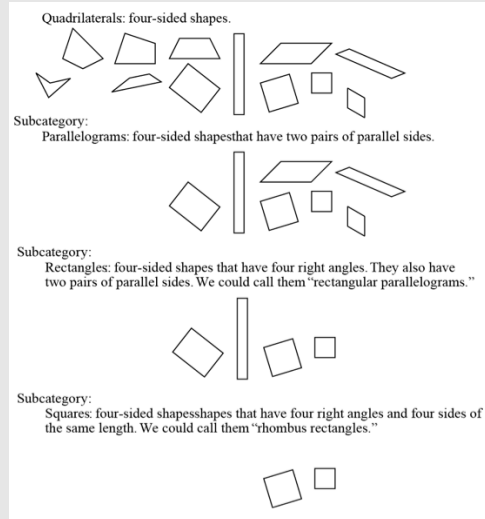 Quadrilaterals: four-sided shapes.
Subcategory:
Parallelograms: four-sided shapesthat have two pairs of parallel sides.
Subcategory:
Rectangles: four-sided shapes that have four right angles. They also have
two pairs of parallel sides. We could call them “rectangular parallelograms.”
Subcategory:
Squares: four-sided shapesshapes that have four right angles and four sides of
the same length. We could call them “rhombus rectangles.”